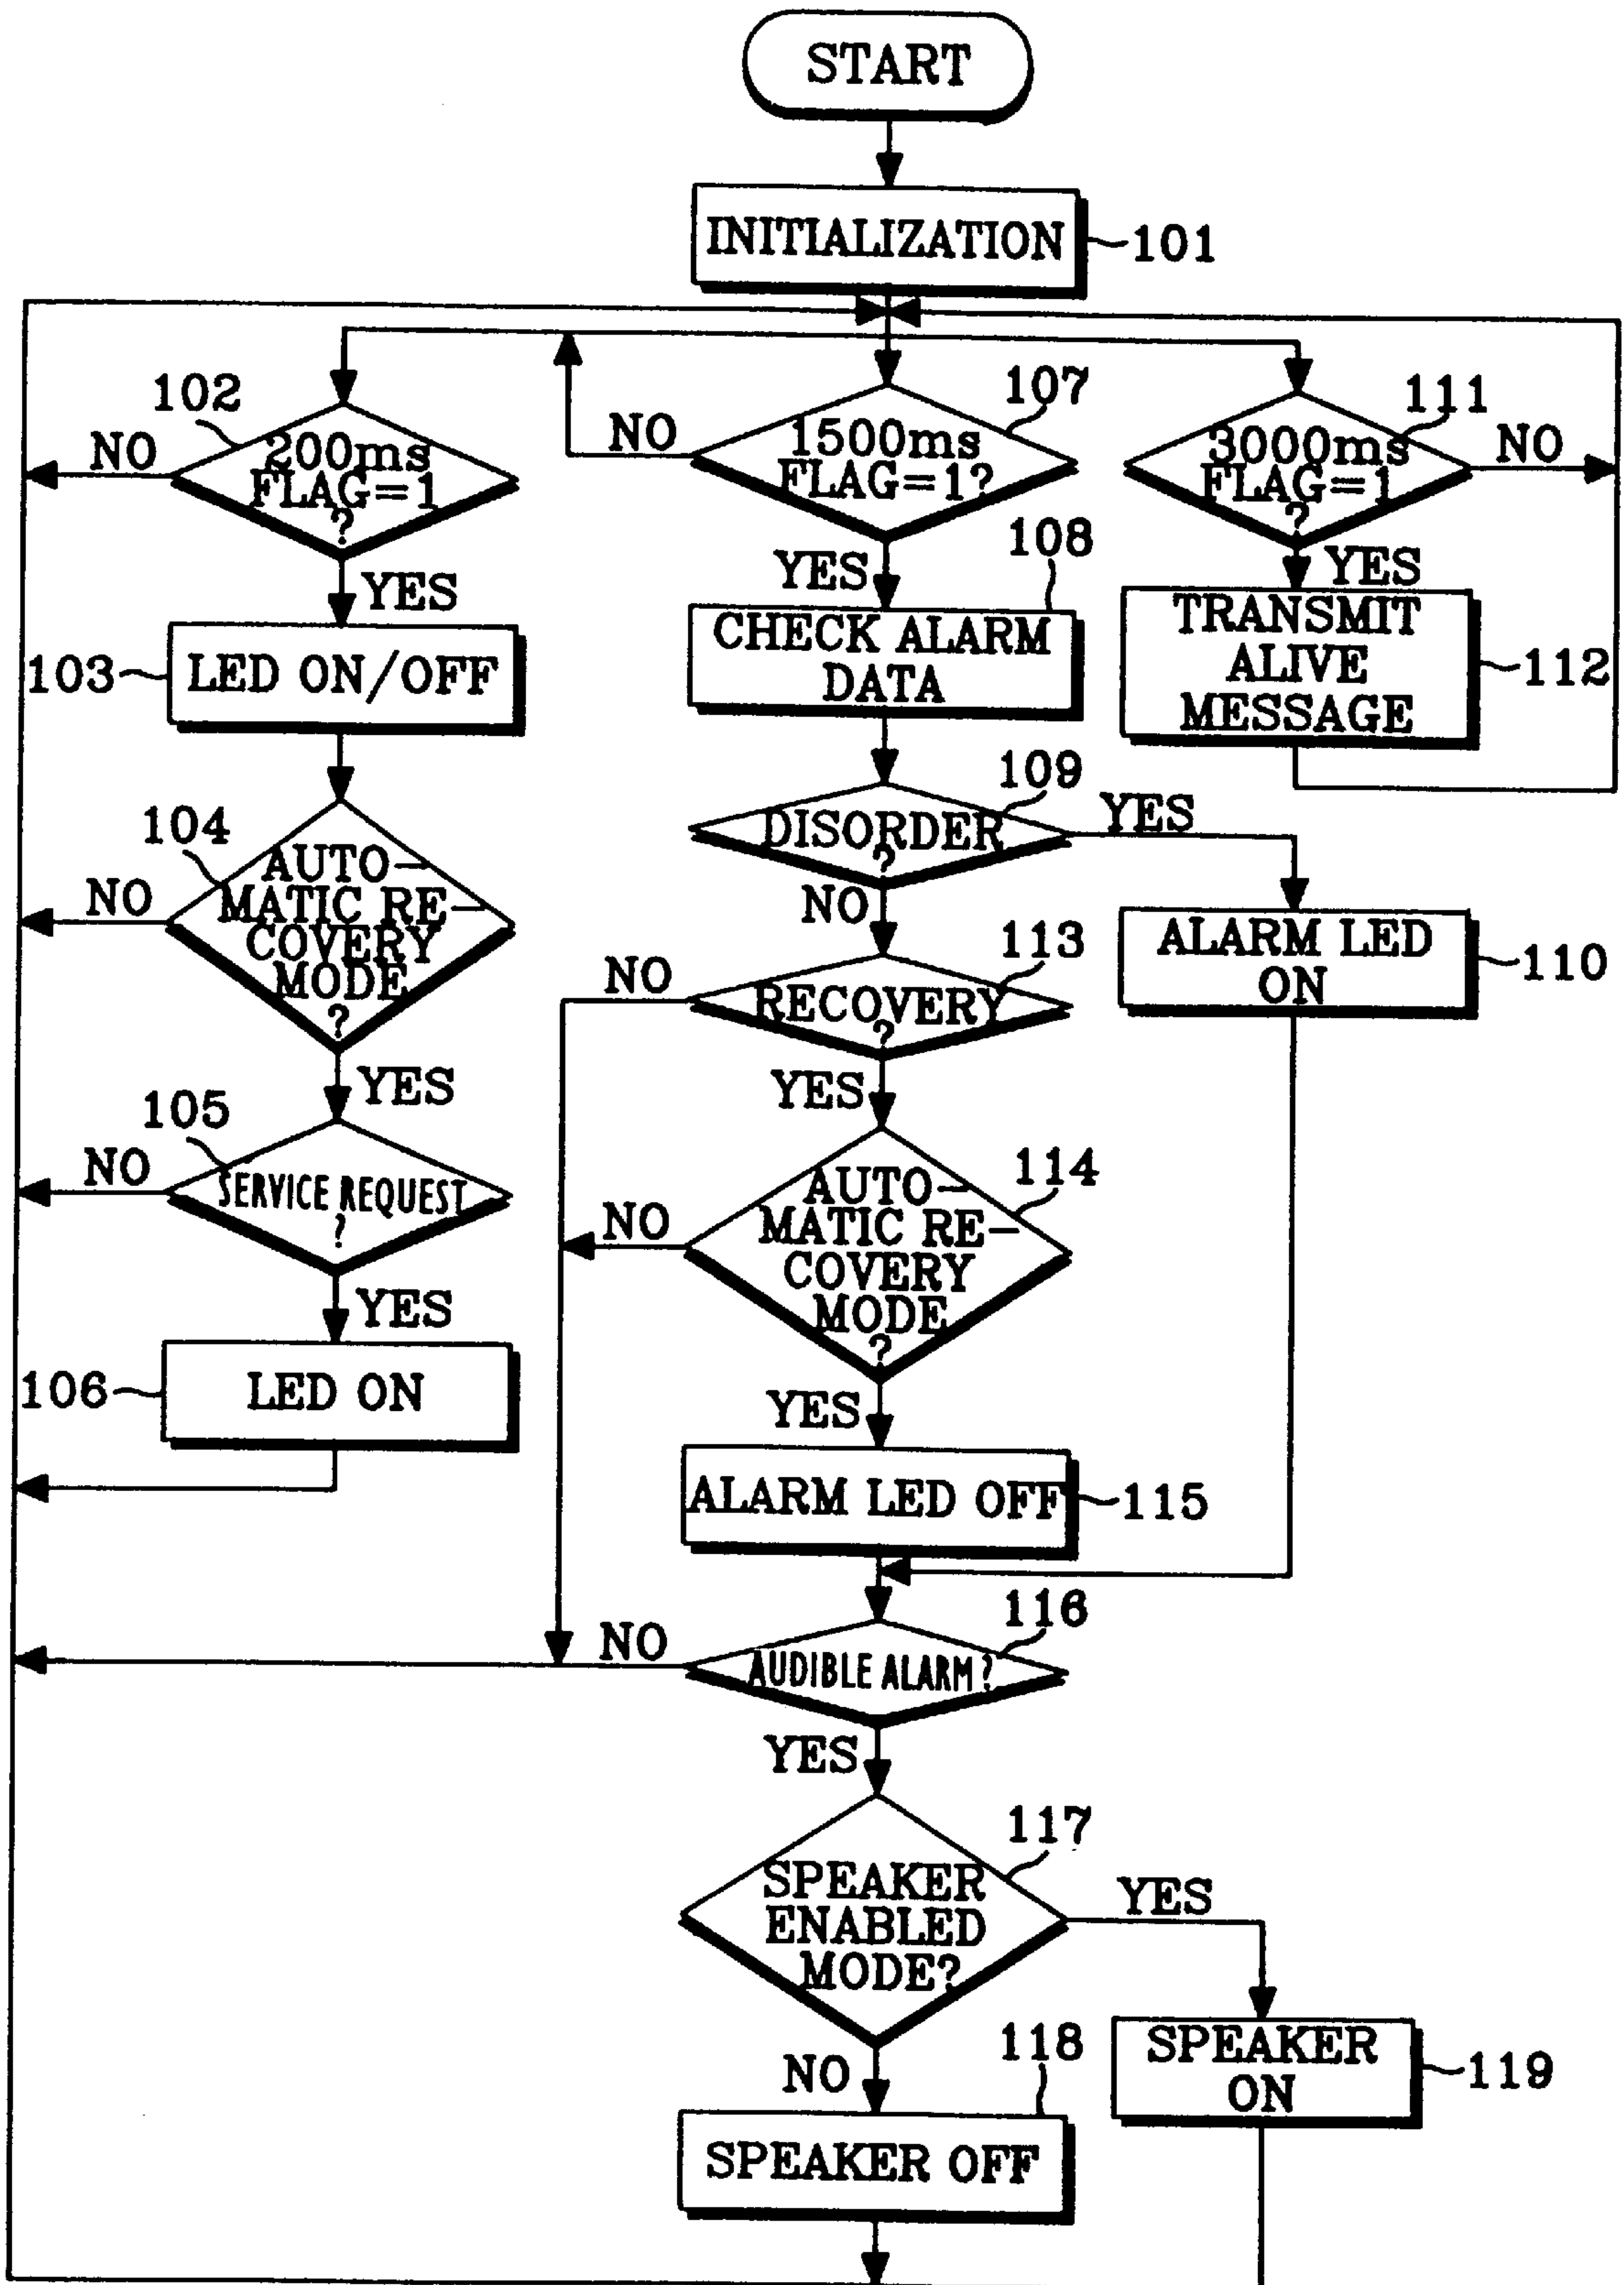 START
INITIALIZATION
101
102
NO
200ms
FLAG=1
?
YES
103
LED ON/OFF
104
NO
AUTO-
MATIC RE-
COVERY
MODE
?
YES
105
NO
SERVICE REQUEST
?
YES
106
LED ON
107
NO
1500ms
FLAG=1?
YES
108
CHECK ALARM
DATA
109
DISORDER
?
YES
NO
110
ALARM LED
ON
111
3000ms
FLAG=1
?
NO
YES
TRANSMIT
ALIVE
MESSAGE
112
113
NO
RECOVERY
?
YES
114
NO
AUTO-
MATIC RE-
COVERY
MODE
?
YES
ALARM LED OFF
115
116
NO
AUDIBLE ALARM?
YES
117
SPEAKER
ENABLED
MODE?
YES
NO
118
SPEAKER OFF
SPEAKER
ON
119